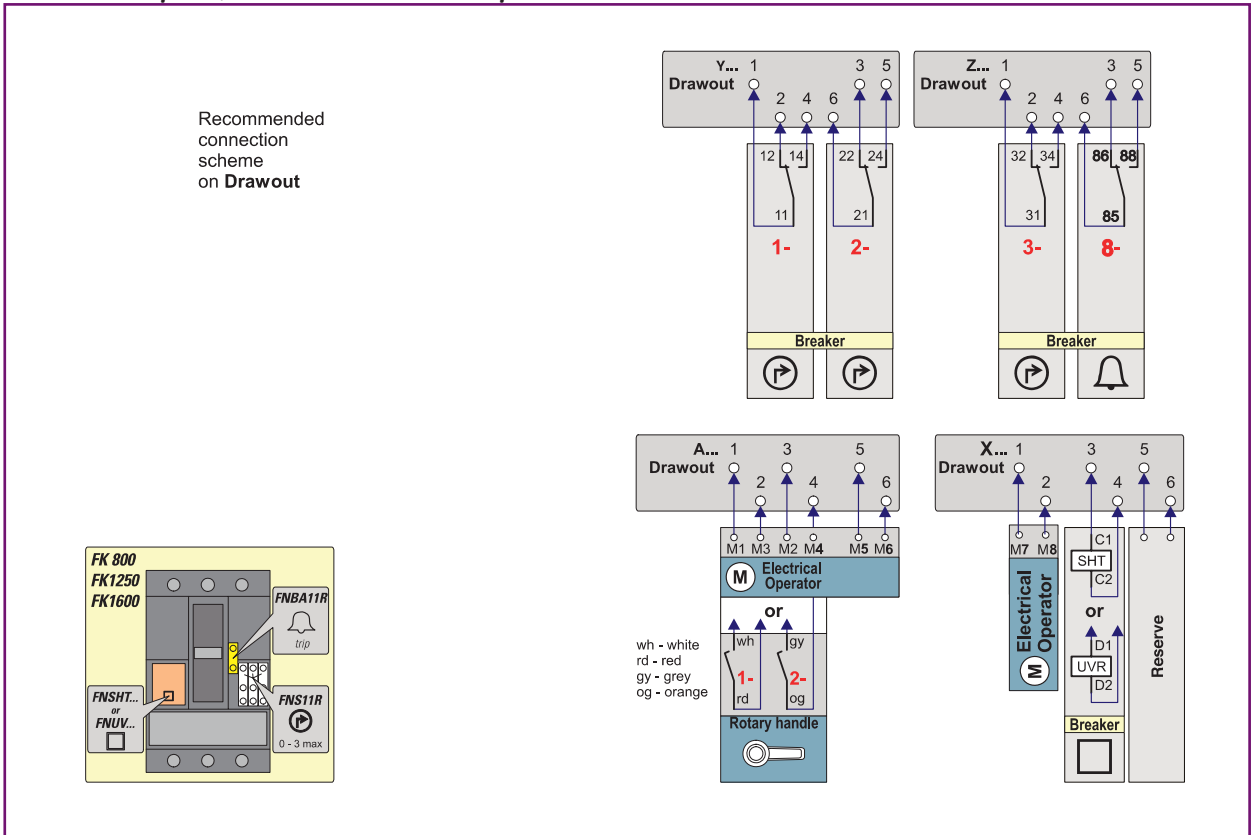 Recommended
connection
scheme
on Drawout
Y... 1 3 5
Drawout
2 4 6
12 14 22 24
11 21
1- 2-
Breaker
Z... 1 3 5
Drawout
2 4 6
32 34 86 88
31 85
3- 8-
Breaker
A... 1 3 5
Drawout
2 4 6
M1 M3 M2 M4 M5 M6
M Electrical
Operator
or
wh gy
1- 2-
rd og
Rotary handle
wh - white
rd - red
gy - grey
og - orange
X... 1 3 5
Drawout
2 4 6
M7 M8
Electrical
Operator
M
C1
SHT
C2
or
D1
UVR
D2
Breaker
Reserve
FK 800
FK1250
FK1600
FNBA11R
trip
FNSHT...
or
FNUV...
FNS11R
0 - 3 max